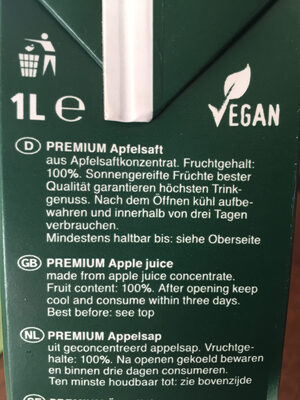 1L ℮
VEGAN
D PREMIUM Apfelsaft
aus Apfelsaftkonzentrat. Fruchtgehalt:
100%. Sonnengereifte Früchte bester
Qualität garantieren höchsten Trink-
genuss. Nach dem Öffnen kühl aufbe-
wahren und innerhalb von drei Tagen
verbrauchen.
Mindestens haltbar bis: siehe Oberseite
GB PREMIUM Apple juice
made from apple juice concentrate.
Fruit content: 100%. After opening keep
cool and consume within three days.
Best before: see top
NL PREMIUM Appelsap
uit geconcentreerd appelsap. Vruchtge-
halte: 100%. Na openen gekoeld bewaren
en binnen drie dagen consumeren.
Ten minste houdbaar tot: zie bovenzijde